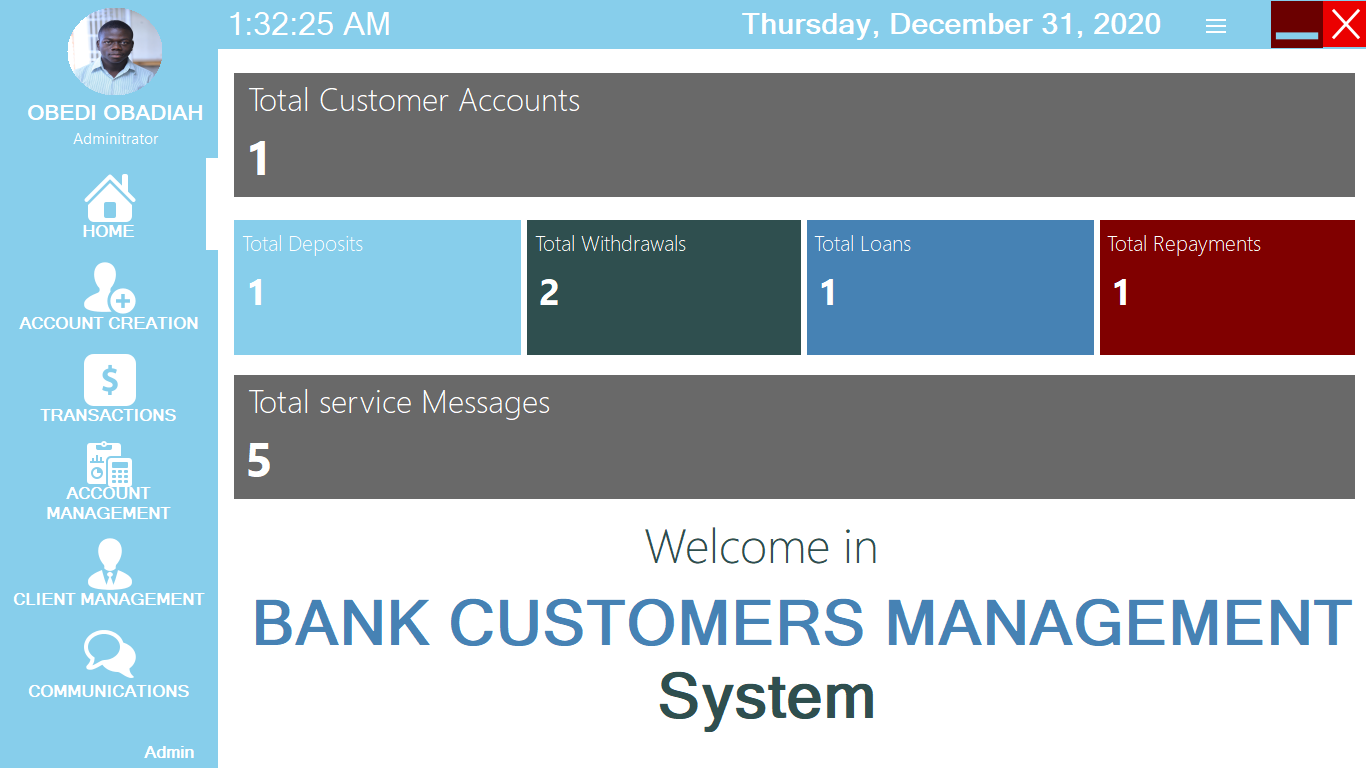 1:32:25 AM
Thursday, December 31, 2020
OBEDI OBADIAH
Adminitrator
HOME
ACCOUNT CREATION
$
TRANSACTIONS
ACCOUNT
MANAGEMENT
CLIENT MANAGEMENT
COMMUNICATIONS
Admin
Total Customer Accounts
1
Total Deposits
1
Total Withdrawals
2
Total Loans
1
Total Repayments
1
Total service Messages
5
Welcome in
BANK CUSTOMERS MANAGEMENT
System